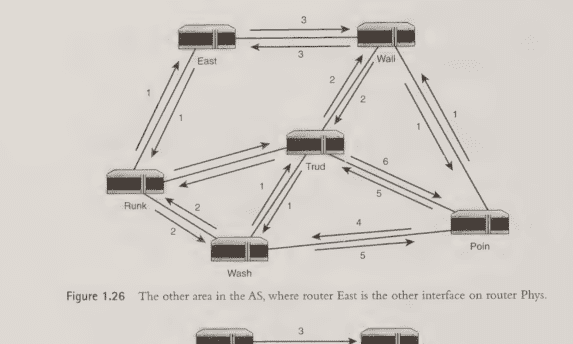 3
3
East
Wall
1
1
2
2
1
1
Trud
6
5
Runk
2
2
1
1
4
5
Poin
Wash
Figure 1.26 The other area in the AS, where router East is the other interface on router Phys.
3